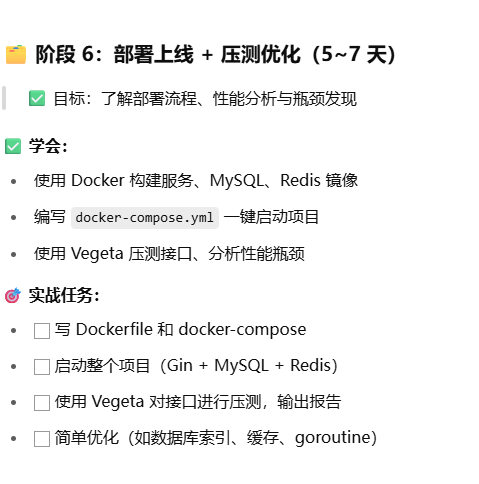 阶段 6：部署上线 + 压测优化（5~7 天）
目标：了解部署流程、性能分析与瓶颈发现
学会：
使用 Docker 构建服务、MySQL、Redis 镜像
编写 docker-compose.yml 一键启动项目
使用 Vegeta 压测接口、分析性能瓶颈
实战任务：
写 Dockerfile 和 docker-compose
启动整个项目（Gin + MySQL + Redis）
使用 Vegeta 对接口进行压测，输出报告
简单优化（如数据库索引、缓存、goroutine）